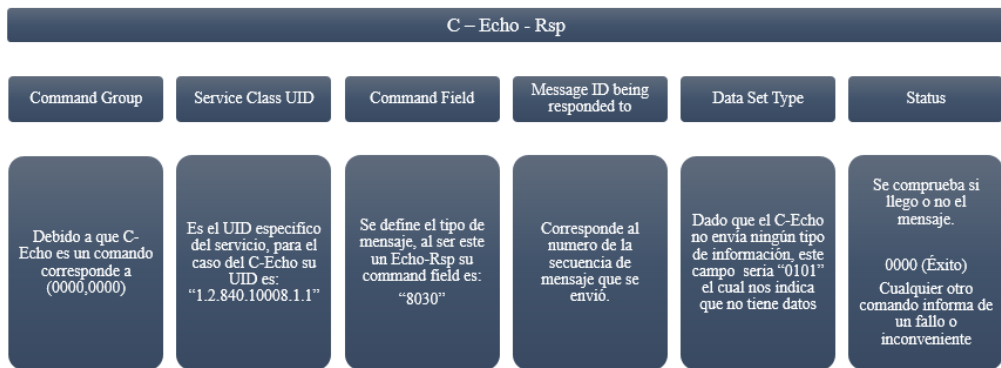 C – Echo - Rsp
Command Group
Service Class UID
Command Field
Message ID being
responded to
Data Set Type
Status
Debido a que C-
Echo es un comando
corresponde a
(0000,0000)
Es el UID especifico
del servicio, para el
caso del C-Echo su
UID es:
“1.2.840.10008.1.1”
Se define el tipo de
mensaje, al ser este
un Echo-Rsp su
command field es:
“8030”
Corresponde al
numero de la
secuencia de
mensaje que se
envió.
Dado que el C-Echo
no envía ningún tipo
de información, este
campo seria “0101”
el cual nos indica
que no tiene datos
Se comprueba si
llego o no el
mensaje.
0000 (Éxito)
Cualquier otro
comando informa de
un fallo o
inconveniente